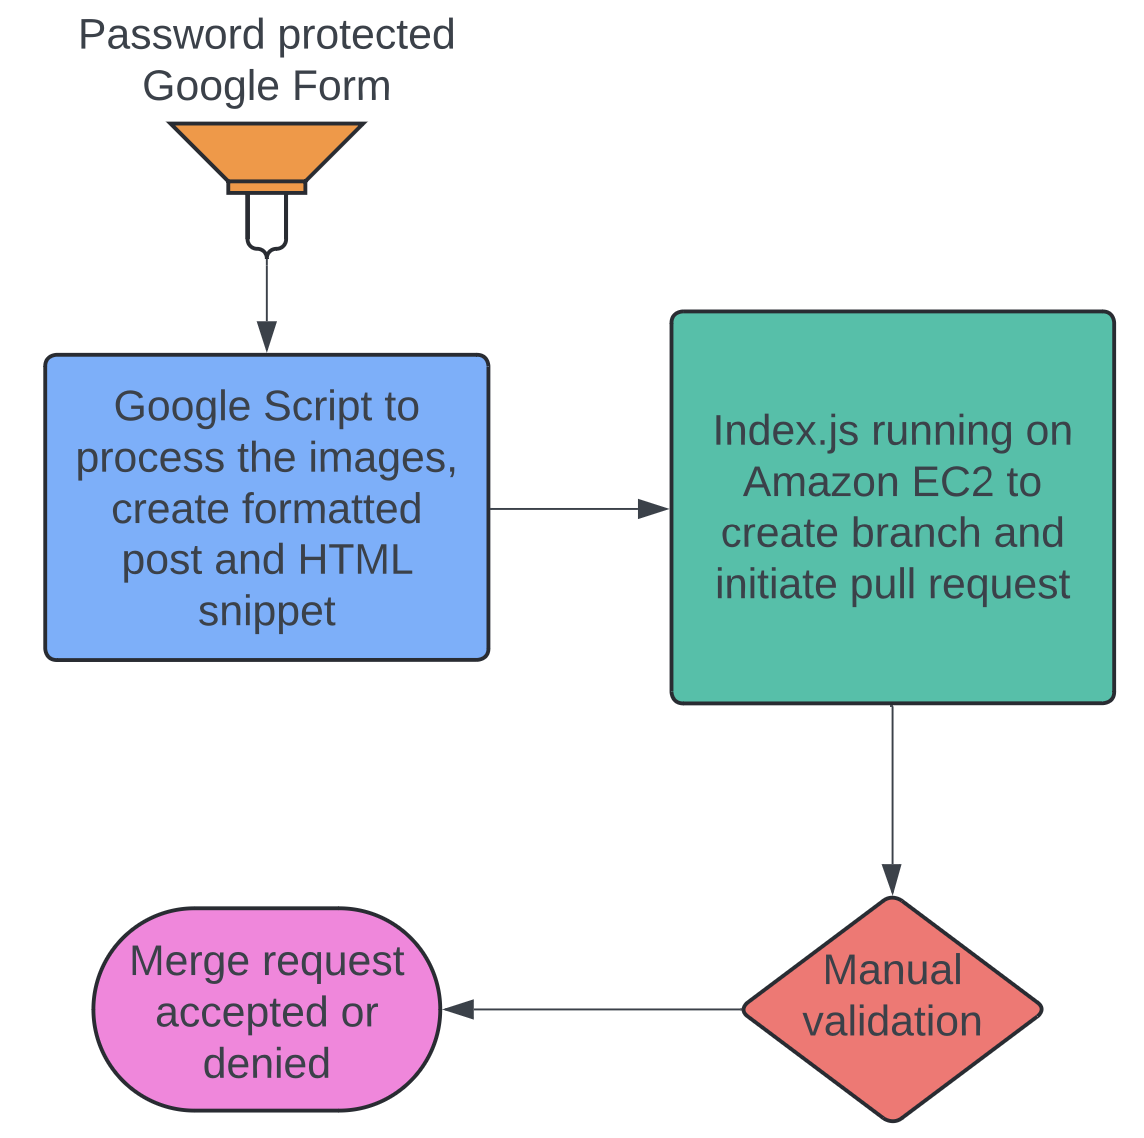 Password protected
Google Form
Google Script to
process the images,
create formatted
post and HTML
snippet
Index.js running on
Amazon EC2 to
create branch and
initiate pull request
Manual
validation
Merge request
accepted or
denied